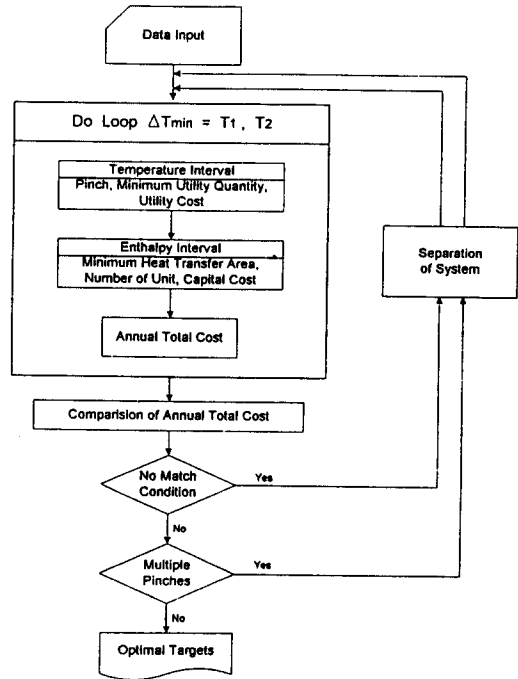 Data Input
Do Loop ΔTmin = T1 , T2
Temperature Interval
Pinch, Minimum Utility Quantity,
Utility Cost
Enthalpy Interval
Minimum Heat Transfer Area,
Number of Unit, Capital Cost
Annual Total Cost
Separation
of System
Comparision of Annual Total Cost
No Match
Condition
Yes
No
Multiple
Pinches
Yes
No
Optimal Targets